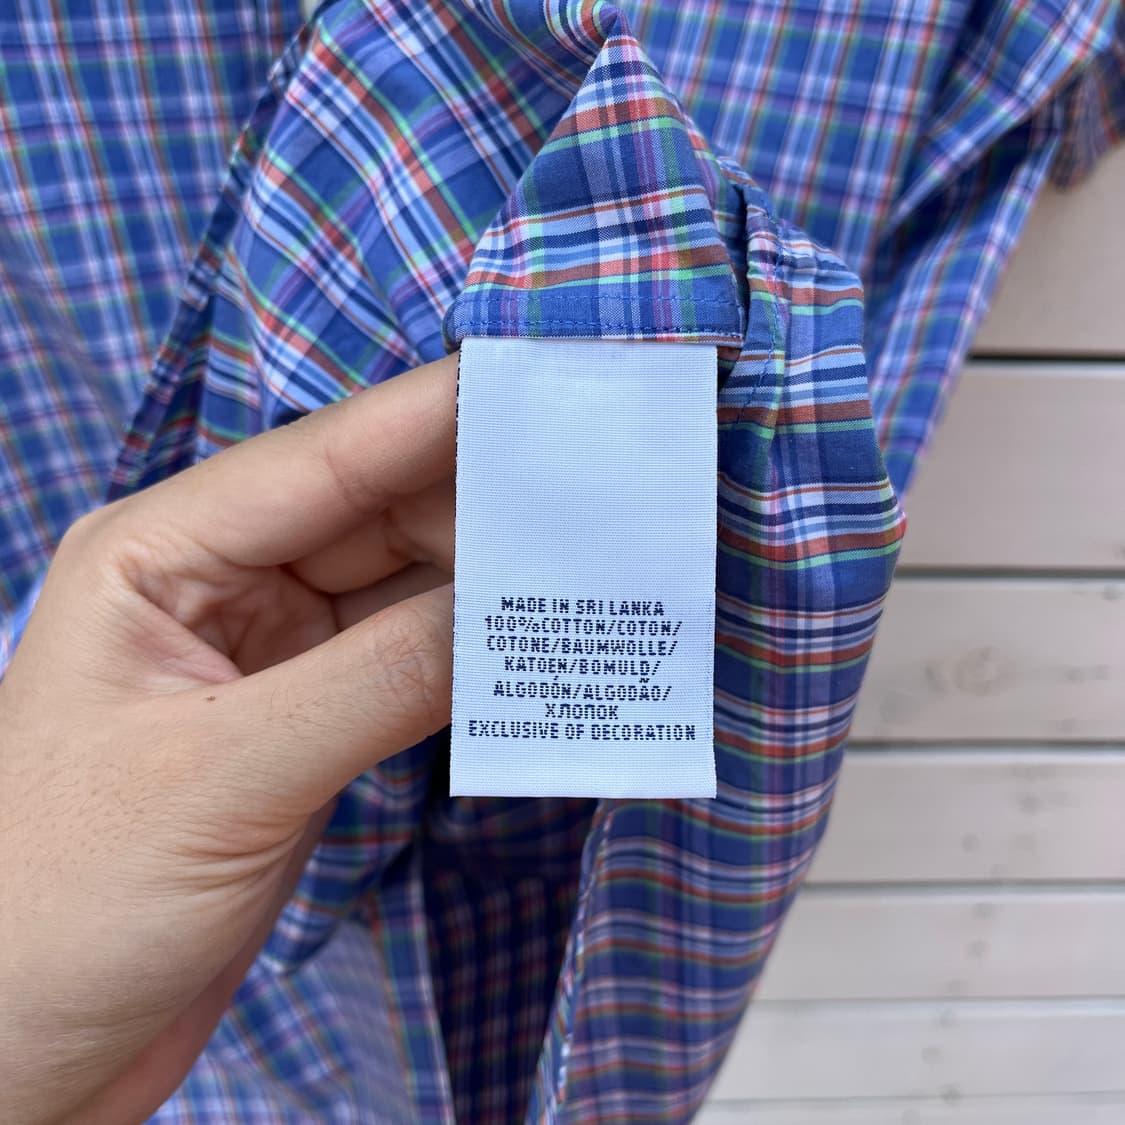 MADE IN SRI LANKA
100%COTTON/COTON/
COTONE/BAUMWOLLE/
KATOEN/BOMULD/
ALGODÓN/ALGODÃO/
ХЛОПОК
EXCLUSIVE OF DECORATION